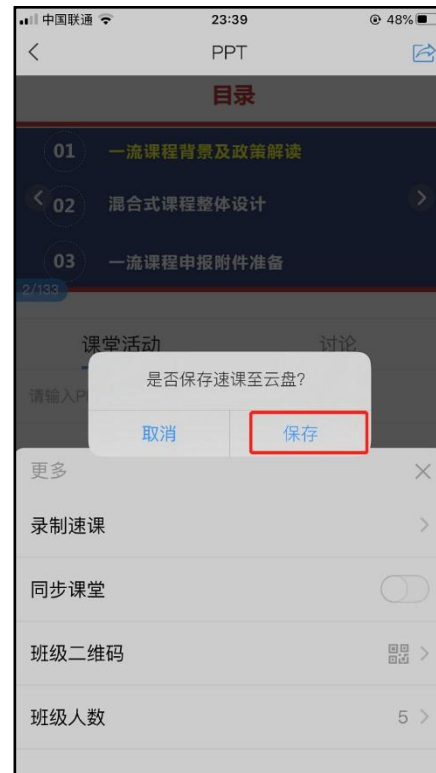 中国联通 23:39 48%
PPT
目录
01 一流课程背景及政策解读
02 混合式课程整体设计
03 一流课程申报附件准备
2/133
课堂活动 讨论
请输入P
是否保存速课至云盘?
取消 保存
更多
录制速课
同步课堂
班级二维码
班级人数 5